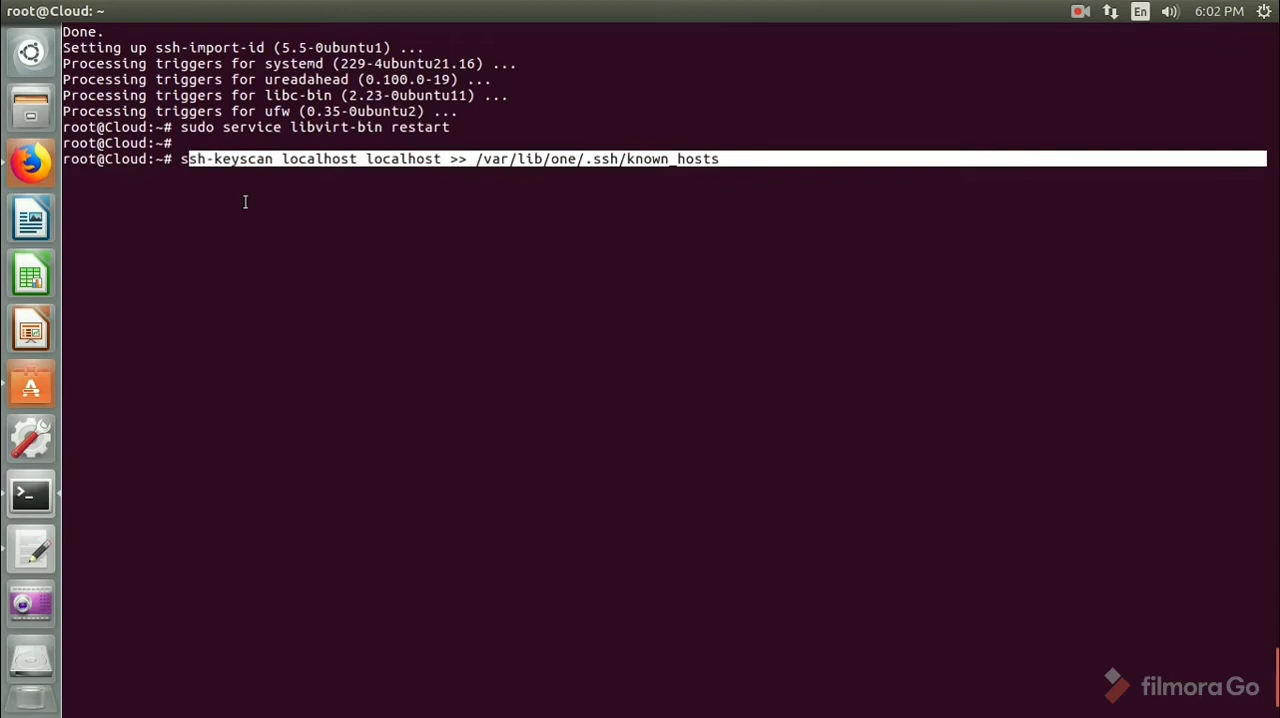 root@Cloud: ~
En
6:02 PM
Done.
Setting up ssh-import-id (5.5-0ubuntu1) ...
Processing triggers for systemd (229-4ubuntu21.16) ...
Processing triggers for ureadahead (0.100.0-19) ...
Processing triggers for libc-bin (2.23-0ubuntu11) ...
Processing triggers for ufw (0.35-0ubuntu2) ...
root@Cloud:~# sudo service libvirt-bin restart
root@Cloud:~#
root@Cloud:~# ssh-keyscan localhost localhost >> /var/lib/one/.ssh/known_hosts
filmoraGo